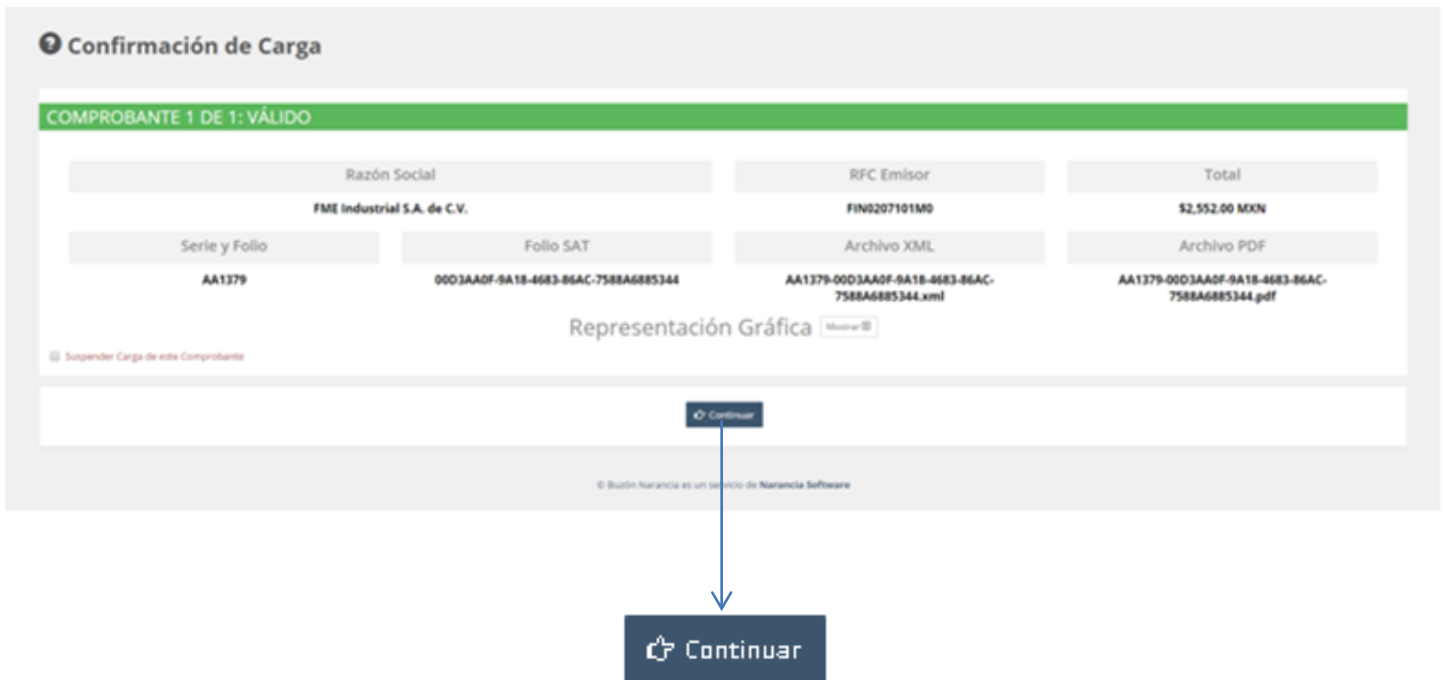 Confirmación de Carga
COMPROBANTE 1 DE 1: VÁLIDO
Razón Social
RFC Emisor
Total
FME Industrial S.A. de C.V.
FIN0207101M0
$2,552.00 MXN
Serie y Folio
Folio SAT
Archivo XML
Archivo PDF
AA1379
00D3AA0F-9A18-4683-86AC-7588A6885344
AA1379-00D3AA0F-9A18-4683-86AC-
7588A6885344.xml
AA1379-00D3AA0F-9A18-4683-86AC-
7588A6885344.pdf
Representación Gráfica Mostrar
Suspender Carga de este Comprobante
Continuar
© Buzón Narancia es un servicio de Narancia Software
Continuar